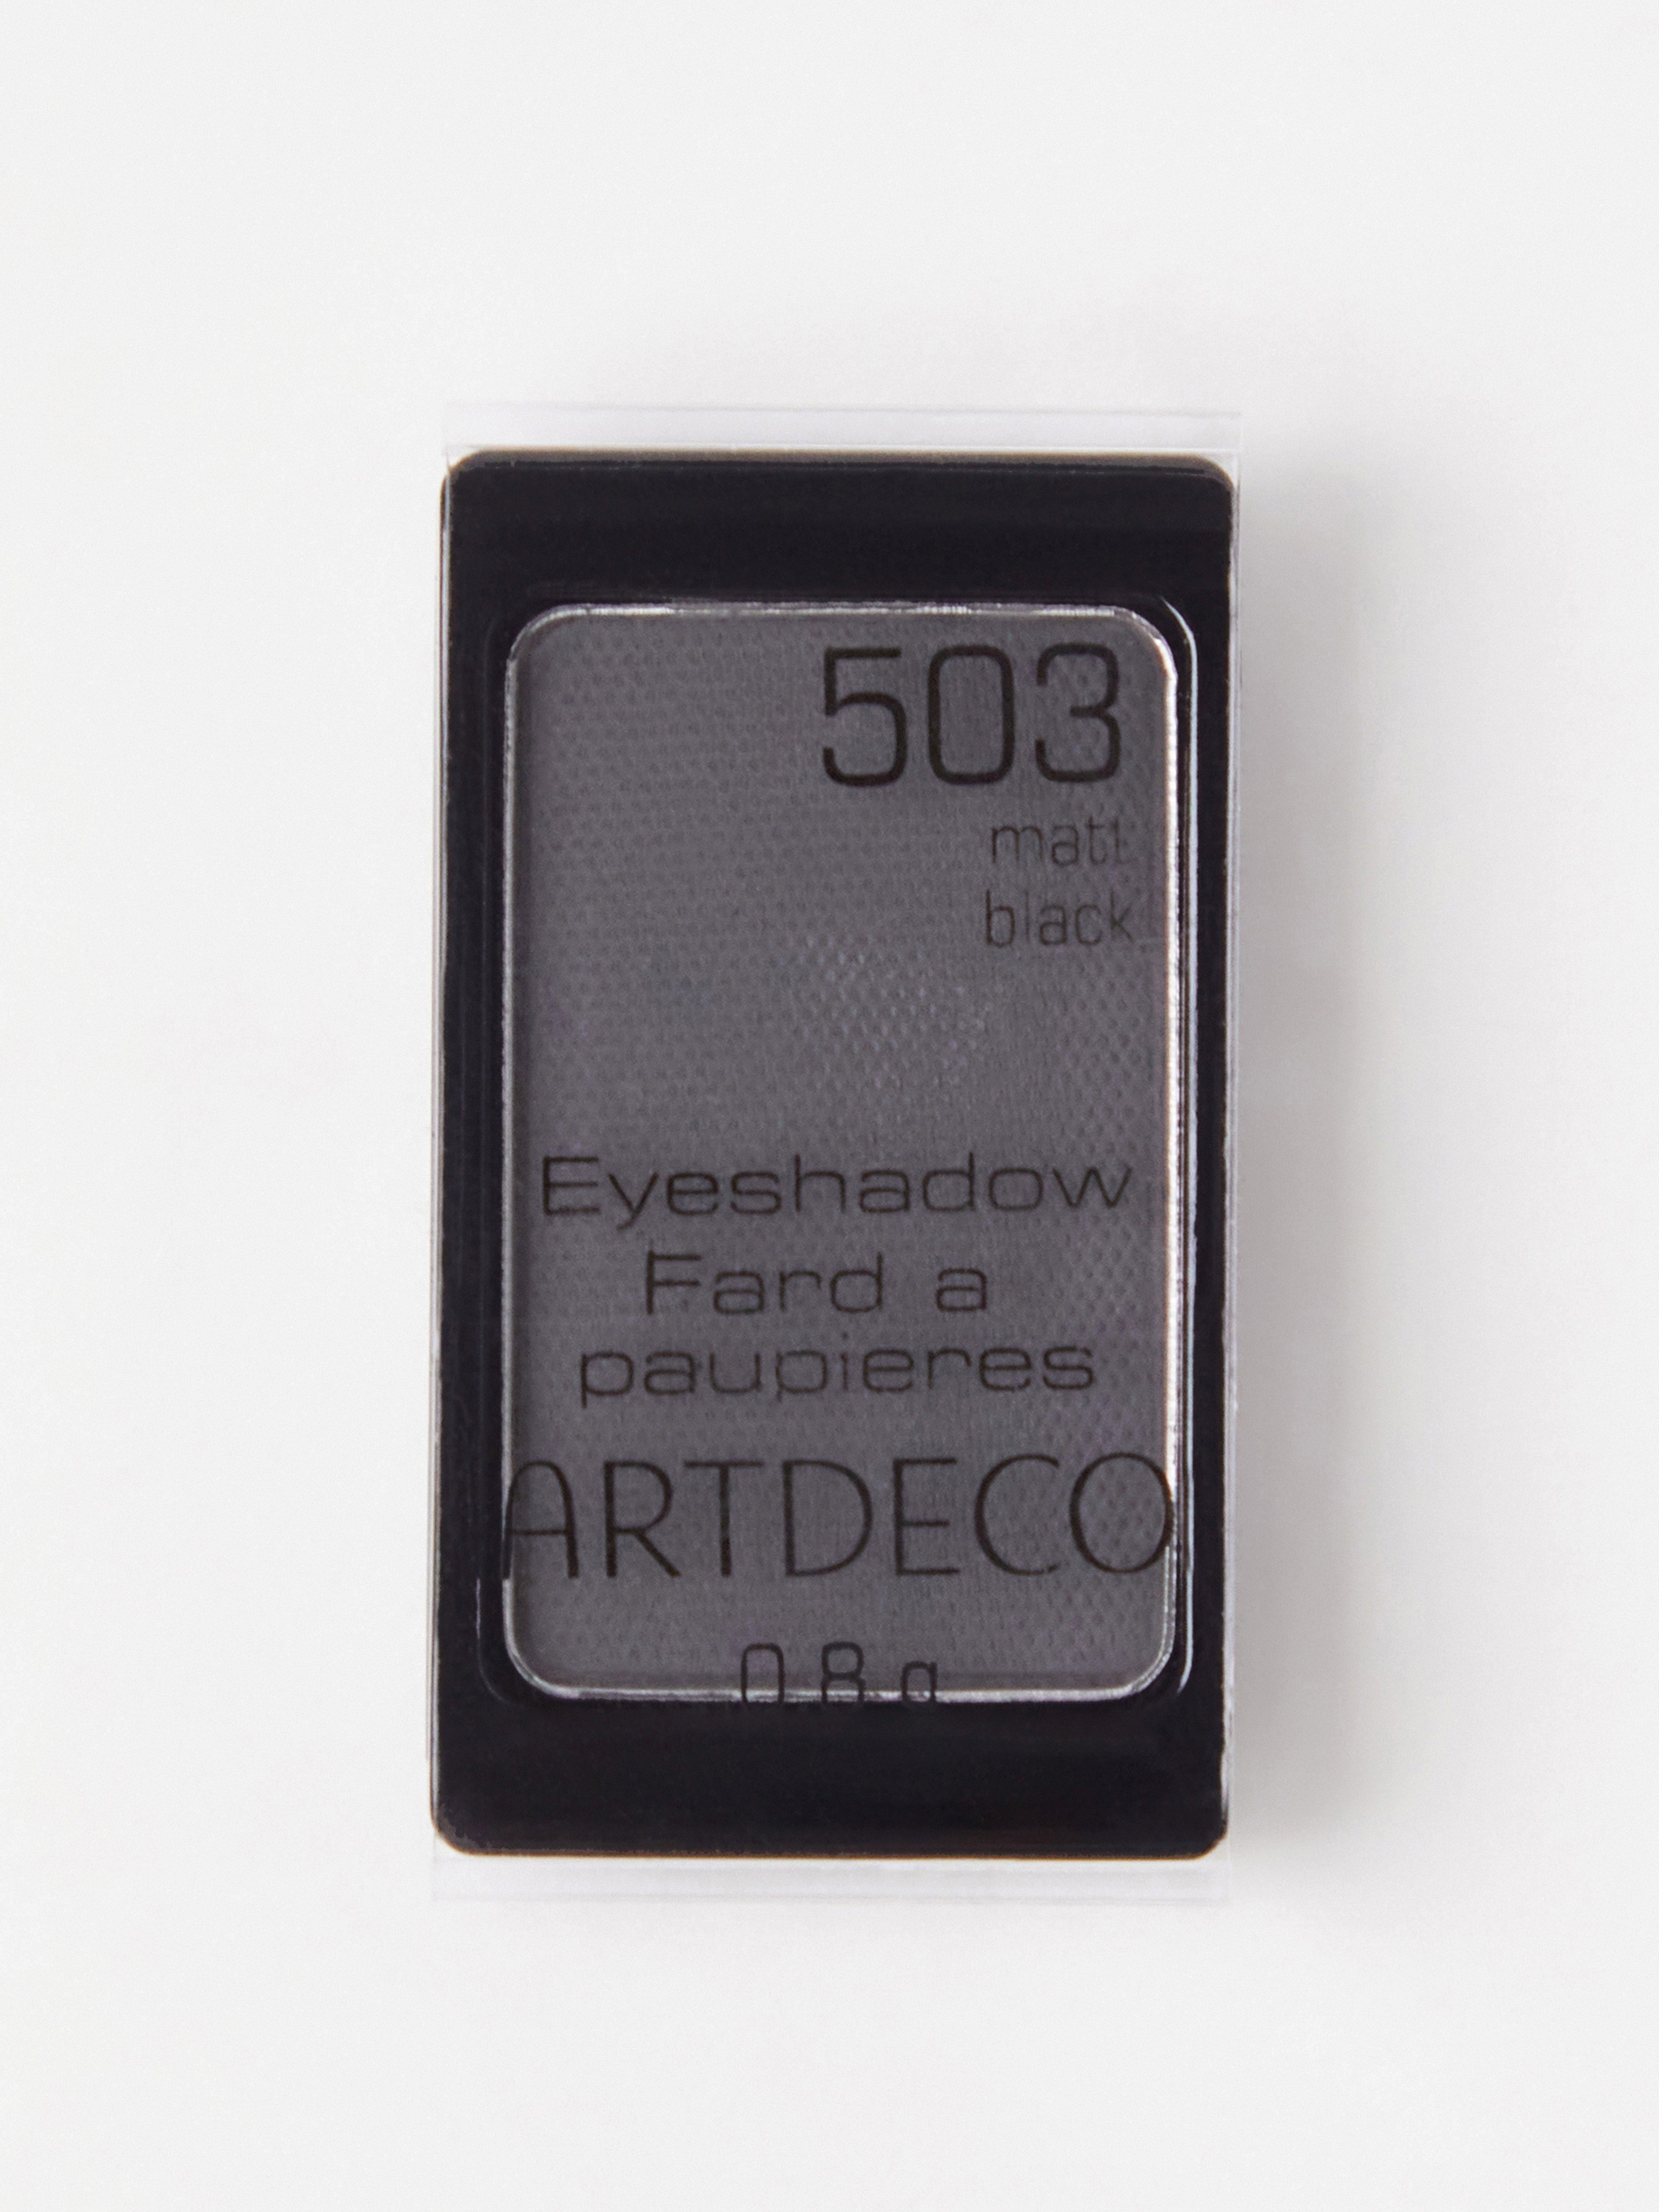 503
matt
black
Eyeshadow
Fard a
paupieres
ARTDECO
0.8 g